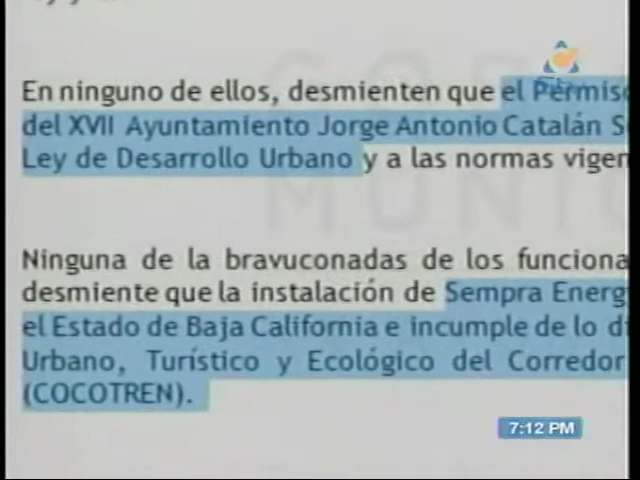 En ninguno de ellos, desmienten que el Permiso
del XVII Ayuntamiento Jorge Antonio Catalán
Ley de Desarrollo Urbano y a las normas
Ninguna de la bravuconadas de los
desmiente que la instalación de Sempra
el Estado de Baja California e incumple de lo
Urbano, Turístico y Ecológico del Corredor
(COCOTREN).
7:12 PM